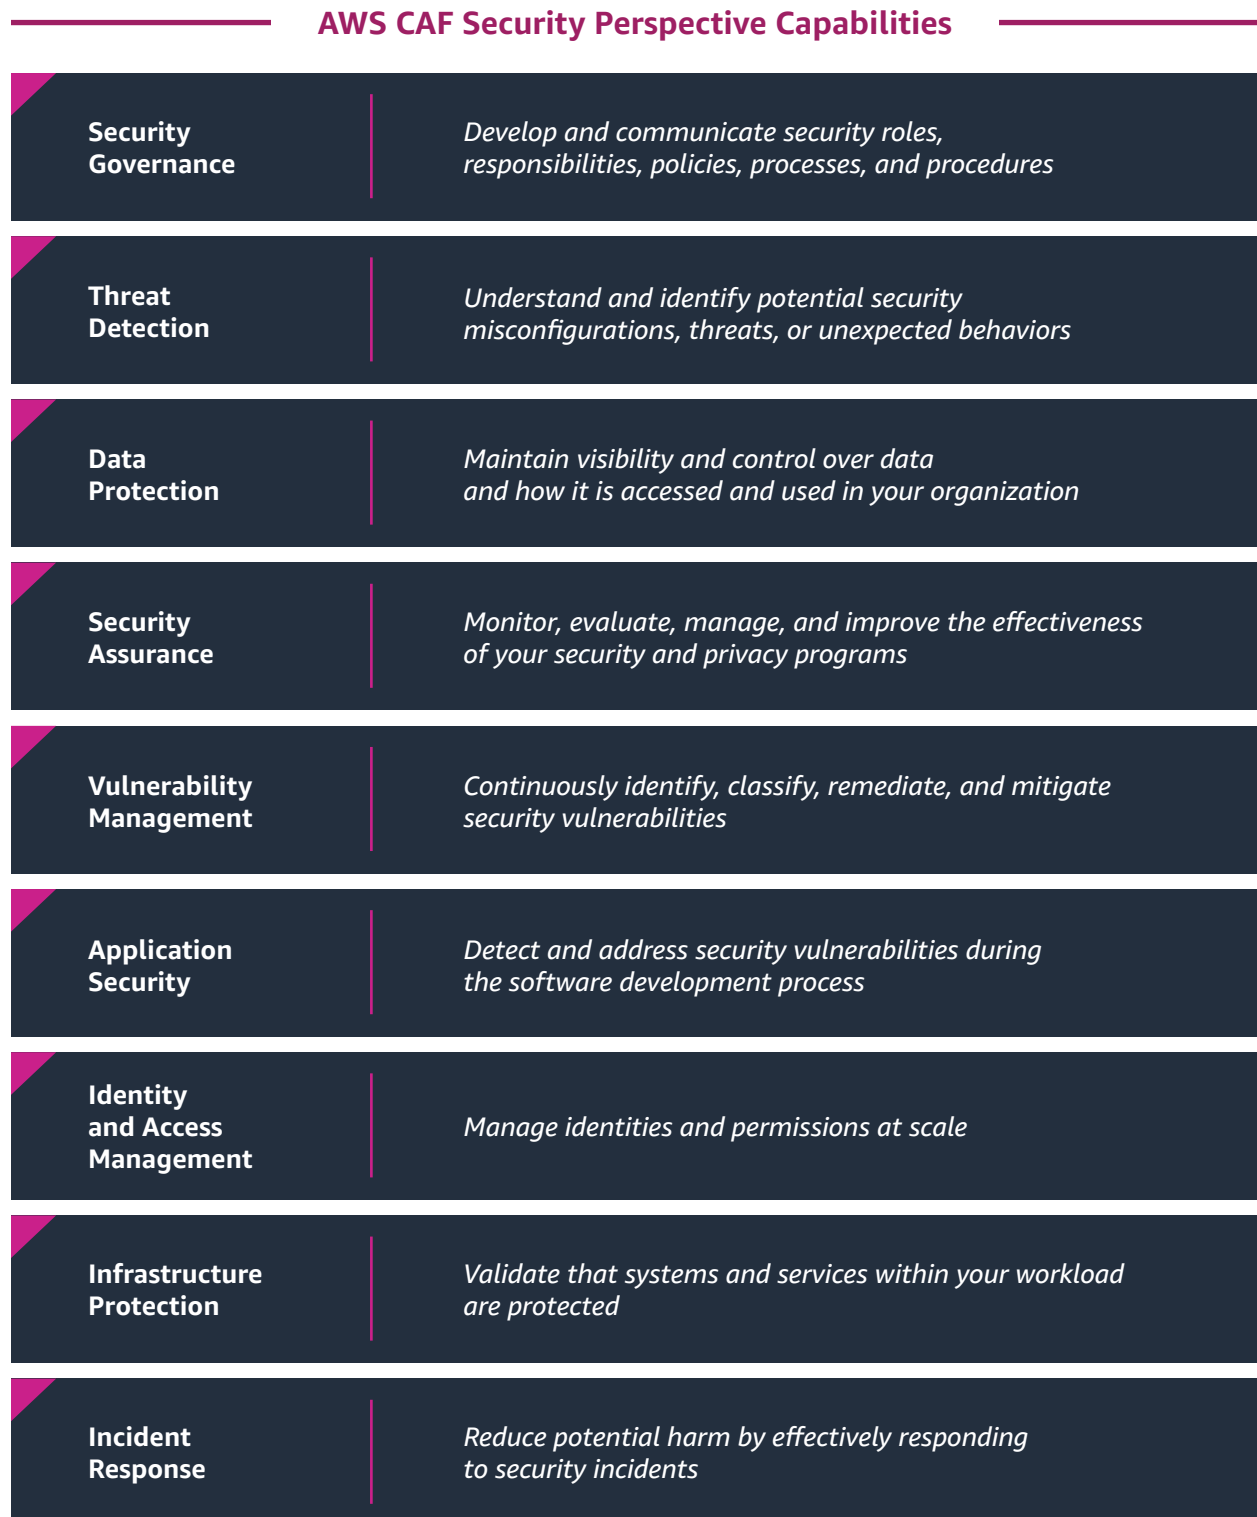 AWS CAF Security Perspective Capabilities
Security
Governance
Develop and communicate security roles,
responsibilities, policies, processes, and procedures
Threat
Detection
Understand and identify potential security
misconfigurations, threats, or unexpected behaviors
Data
Protection
Maintain visibility and control over data
and how it is accessed and used in your organization
Security
Assurance
Monitor, evaluate, manage, and improve the effectiveness
of your security and privacy programs
Vulnerability
Management
Continuously identify, classify, remediate, and mitigate
security vulnerabilities
Application
Security
Detect and address security vulnerabilities during
the software development process
Identity
and Access
Management
Manage identities and permissions at scale
Infrastructure
Protection
Validate that systems and services within your workload
are protected
Incident
Response
Reduce potential harm by effectively responding
to security incidents